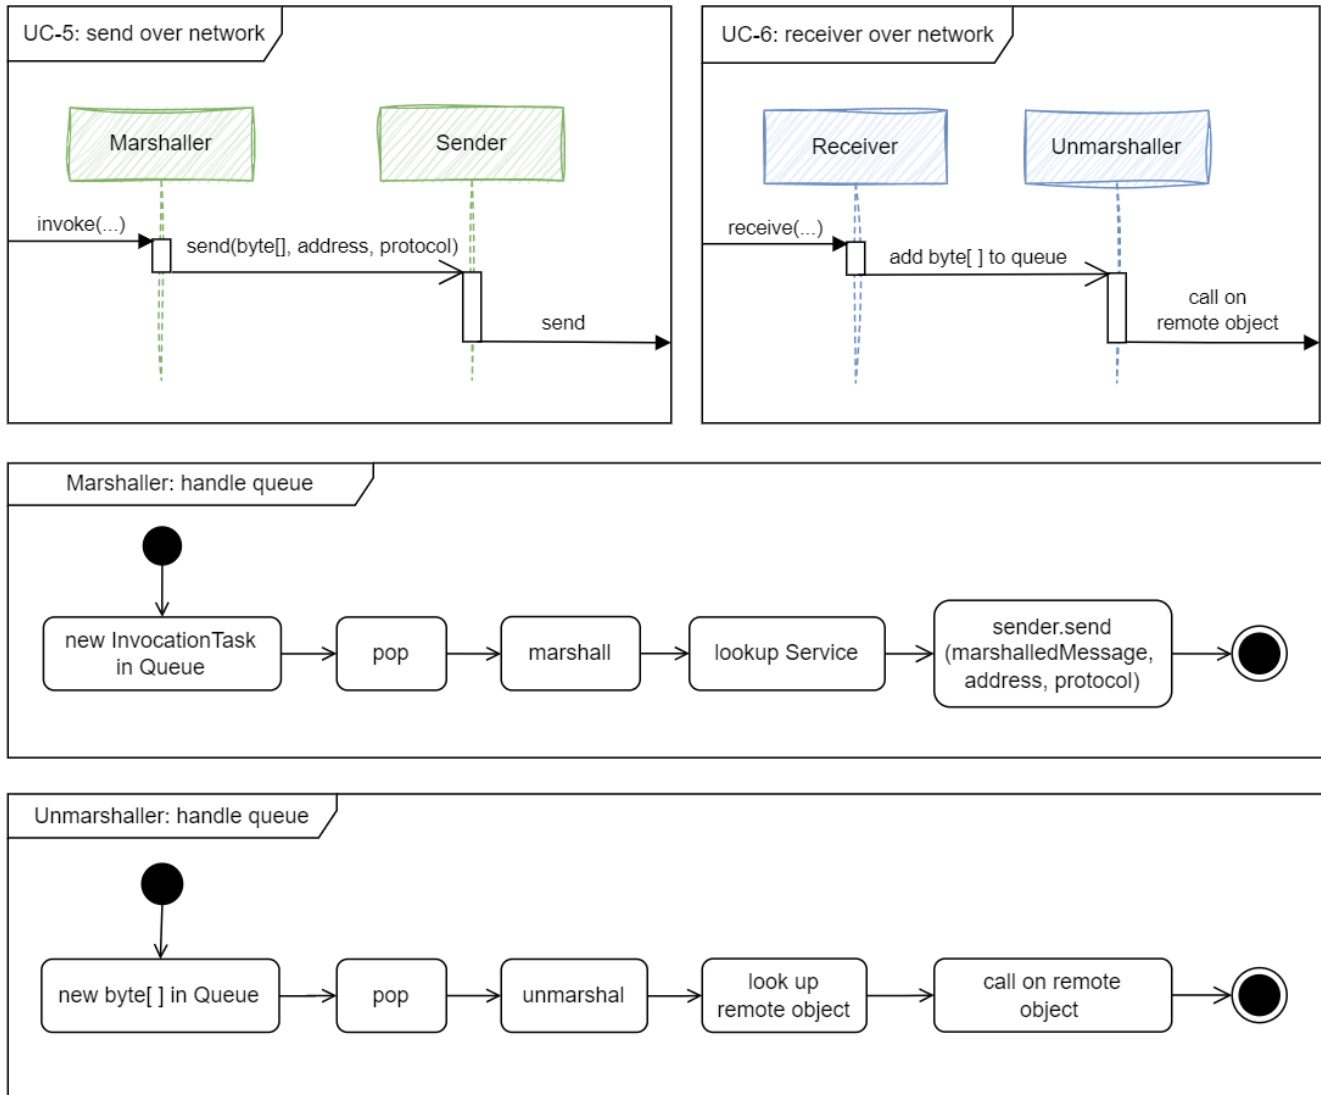 UC-5: send over network
Marshaller
Sender
invoke(...)
send(byte[], address, protocol)
send
UC-6: receiver over network
Receiver
Unmarshaller
receive(...)
add byte[ ] to queue
call on
remote object
Marshaller: handle queue
new InvocationTask
in Queue
pop
marshall
lookup Service
sender.send
(marshalledMessage,
address, protocol)
Unmarshaller: handle queue
new byte[ ] in Queue
pop
unmarshal
look up
remote object
call on remote
object